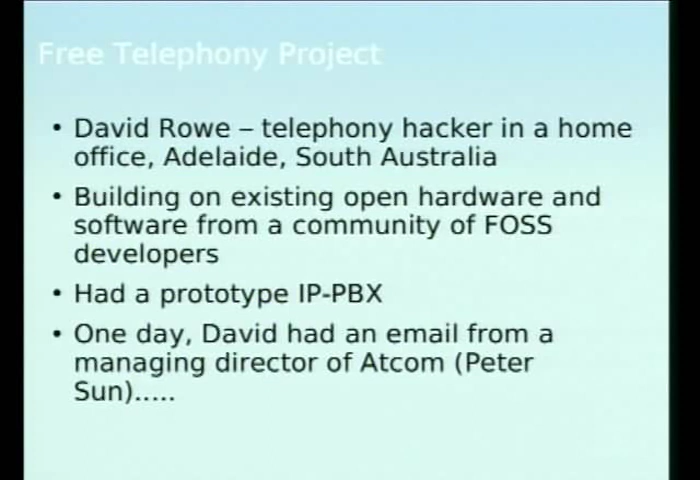 Free Telephony Project
• David Rowe – telephony hacker in a home
office, Adelaide, South Australia
• Building on existing open hardware and
software from a community of FOSS
developers
• Had a prototype IP-PBX
• One day, David had an email from a
managing director of Atcom (Peter
Sun).....